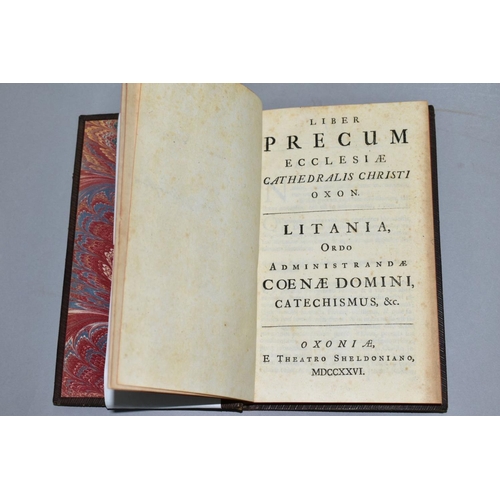 LIBER
PRECUM
ECCLESIÆ
CATHEDRALIS CHRISTI
OXON.
LITANIA,
ORDO
ADMINISTRANDÆ
COENÆ DOMINI,
CATECHISMUS, &c.
OXONIÆ,
E THEATRO SHELDONIANO,
MDCCXXVI.